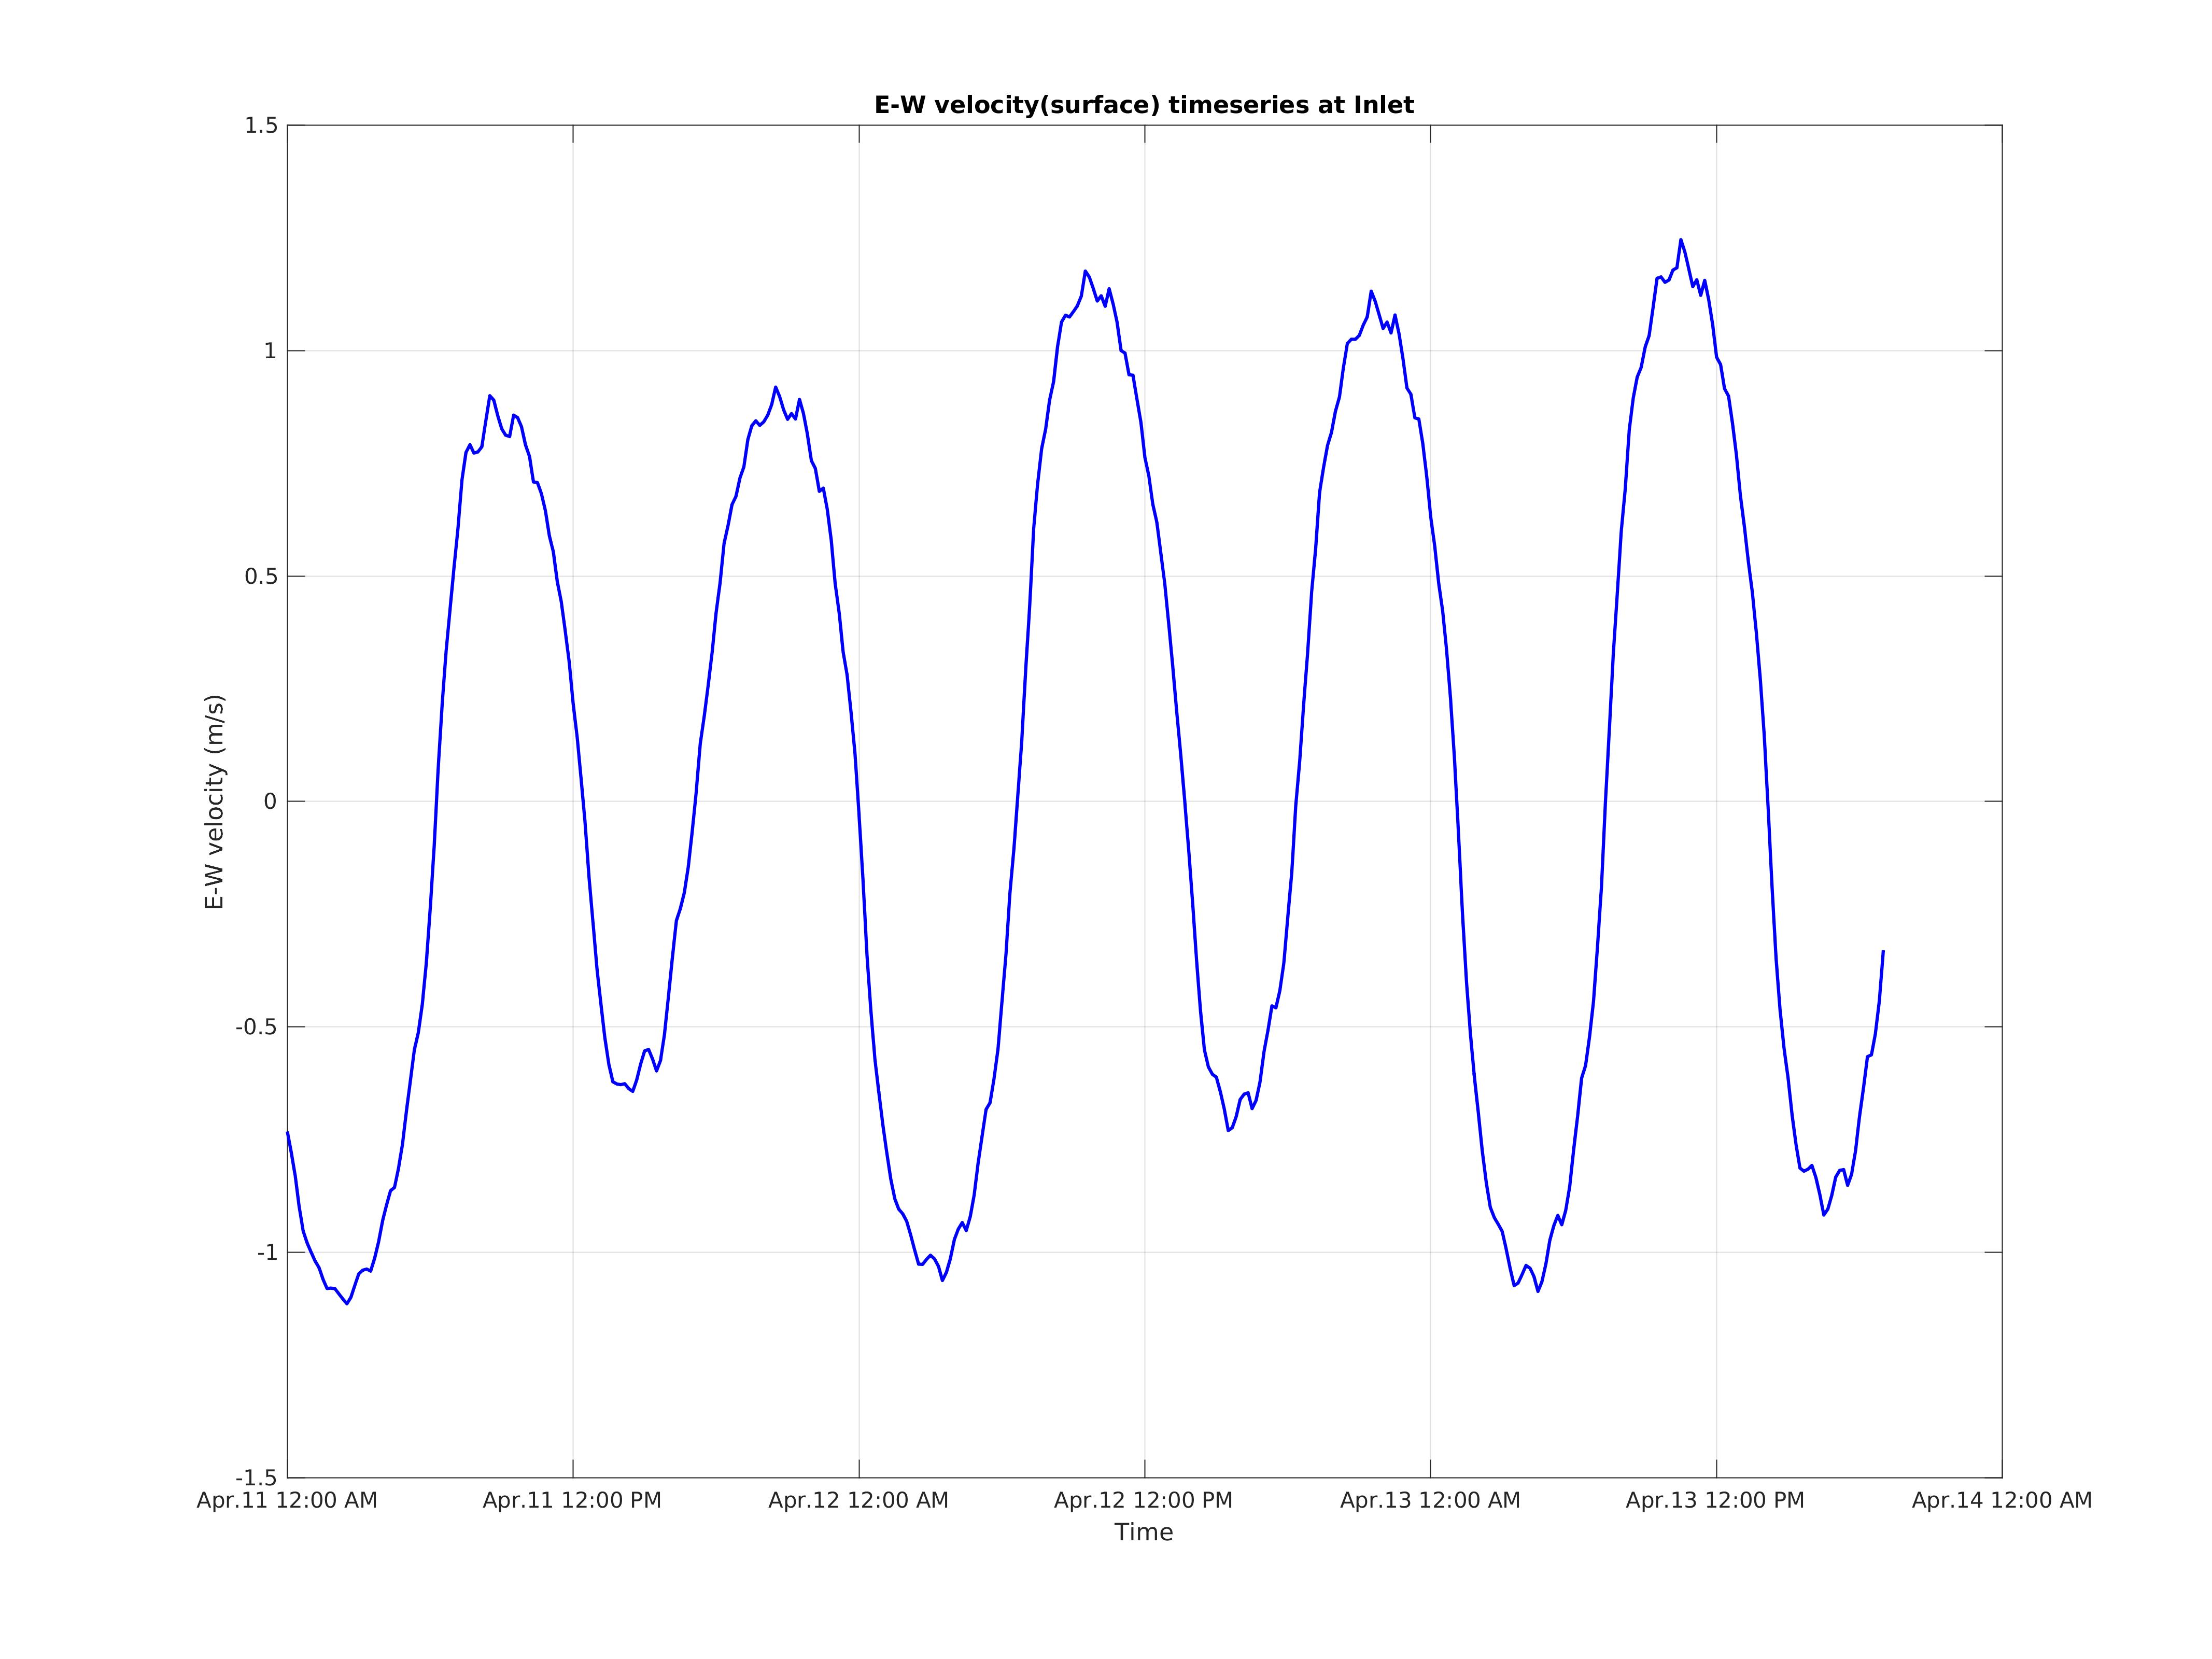 E-W velocity(surface) timeseries at Inlet
1.5
1
0.5
0
-0.5
-1
-1.5
E-W velocity (m/s)
Apr.11 12:00 AM
Apr.11 12:00 PM
Apr.12 12:00 AM
Apr.12 12:00 PM
Apr.13 12:00 AM
Apr.13 12:00 PM
Apr.14 12:00 AM
Time